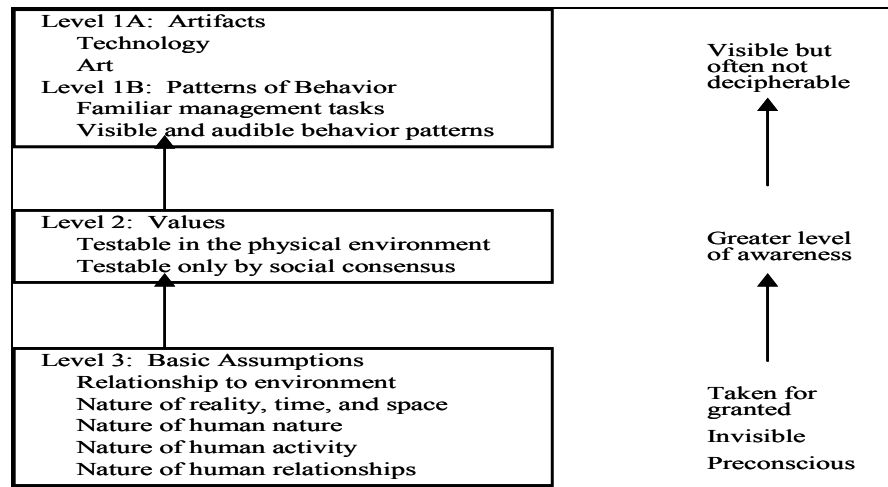 Level 1A: Artifacts
Technology
Art
Level 1B: Patterns of Behavior
Familiar management tasks
Visible and audible behavior patterns
Visible but
often not
decipherable
Level 2: Values
Testable in the physical environment
Testable only by social consensus
Greater level
of awareness
Level 3: Basic Assumptions
Relationship to environment
Nature of reality, time, and space
Nature of human nature
Nature of human activity
Nature of human relationships
Taken for
granted
Invisible
Preconscious